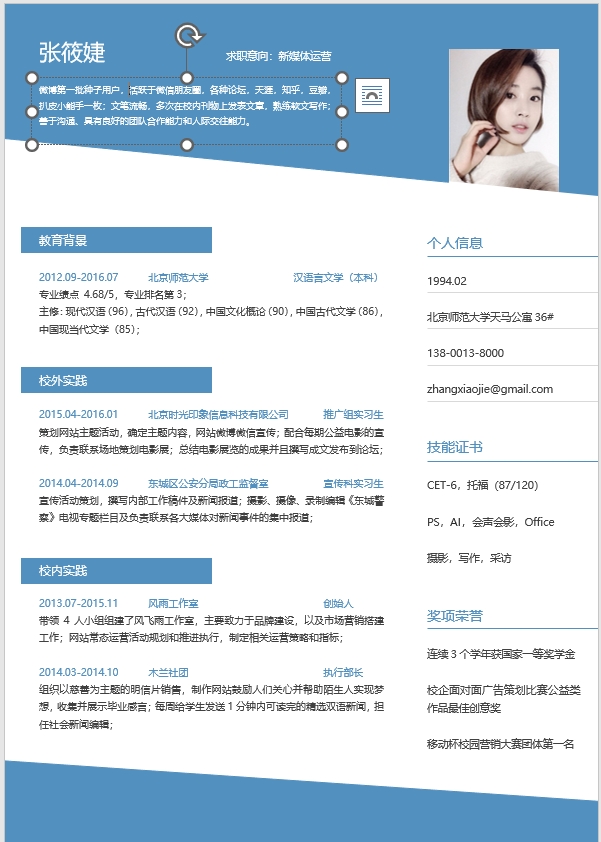 张筱婕
求职意向：新媒体运营
微博第一批种子用户，活跃于微信朋友圈，各种论坛，天涯，知乎，豆瓣，
扒皮小能手一枚；文笔流畅，多次在校内刊物上发表文章，熟练软文写作；
善于沟通、具有良好的团队合作能力和人际交往能力。
教育背景
2012.09-2016.07 北京师范大学 汉语言文学（本科）
专业绩点 4.68/5，专业排名第 3；
主修：现代汉语（96），古代汉语（92），中国文化概论（90），中国古代文学（86），
中国现当代文学（85）；
校外实践
2015.04-2016.01 北京时光印象信息科技有限公司 推广组实习生
策划网站主题活动，确定主题内容，网站微博微信宣传；配合每期公益电影的宣
传，负责联系场地策划电影展；总结电影展览的成果并且撰写成文发布到论坛；
2014.04-2014.09 东城区公安分局政工监督室 宣传科实习生
宣传活动策划，撰写内部工作稿件及新闻报道；摄影、摄像、录制编辑《东城警
察》电视专题栏目及负责联系各大媒体对新闻事件的集中报道；
校内实践
2013.07-2015.11 风雨工作室 创始人
带领 4 人小组组建了风飞雨工作室，主要致力于品牌建设，以及市场营销搭建
工作；网站常态运营活动规划和推进执行，制定相关运营策略和指标；
2014.03-2014.10 木兰社团 执行部长
组织以慈善为主题的明信片销售，制作网站鼓励人们关心并帮助陌生人实现梦
想，收集并展示毕业感言；每周给学生发送 1 分钟内可读完的精选双语新闻，担
任社会新闻编辑；
个人信息
1994.02
北京师范大学天马公寓 36#
138-0013-8000
zhangxiaojie@gmail.com
技能证书
CET-6，托福（87/120）
PS，AI，会声会影，Office
摄影，写作，采访
奖项荣誉
连续 3 个学年获国家一等奖学金
校企面对面广告策划比赛公益类
作品最佳创意奖
移动杯校园营销大赛团体第一名